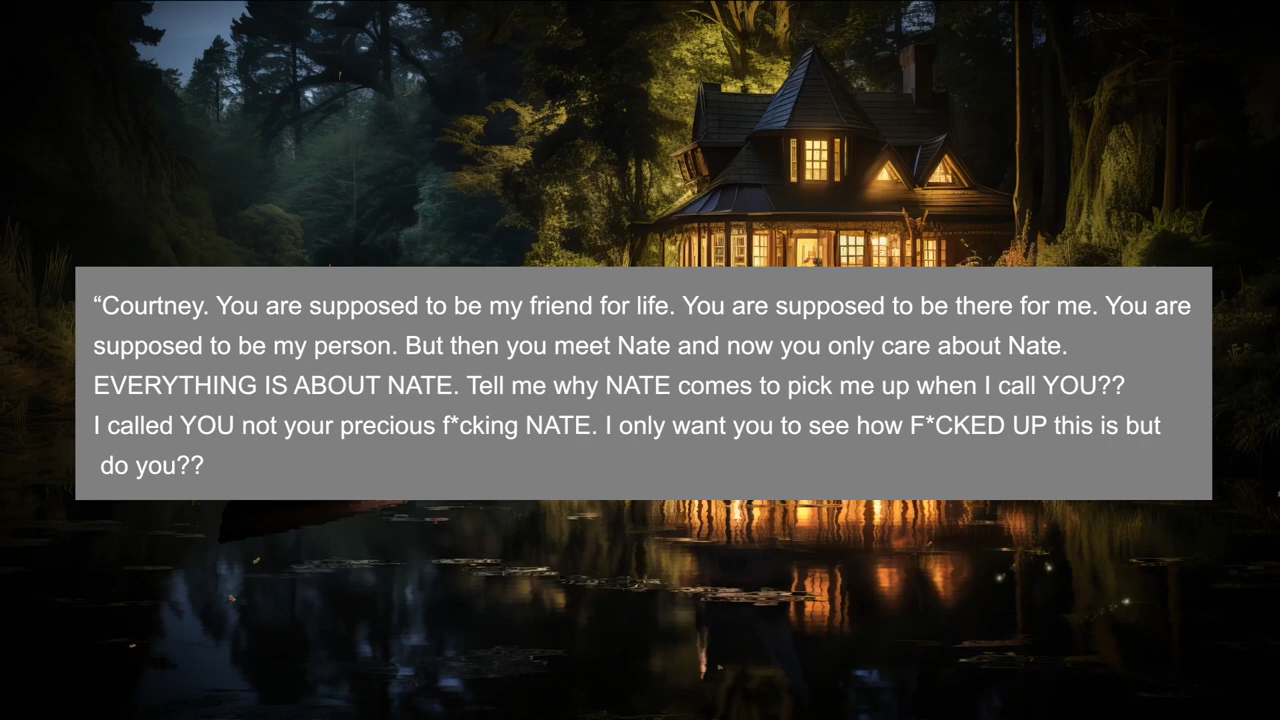 “Courtney. You are supposed to be my friend for life. You are supposed to be there for me. You are
supposed to be my person. But then you meet Nate and now you only care about Nate.
EVERYTHING IS ABOUT NATE. Tell me why NATE comes to pick me up when I call YOU??
I called YOU not your precious f*cking NATE. I only want you to see how F*CKED UP this is but
do you??